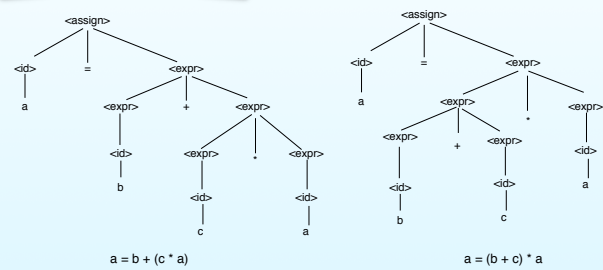 <assign>
<id> = <expr>
a <expr> + <expr>
<id> <expr> * <expr>
b <id> <id>
c a
a = b + (c * a)
<assign>
<id> = <expr>
a <expr> * <expr>
<expr> + <expr> <id>
<id> <id> a
b c
a = (b + c) * a